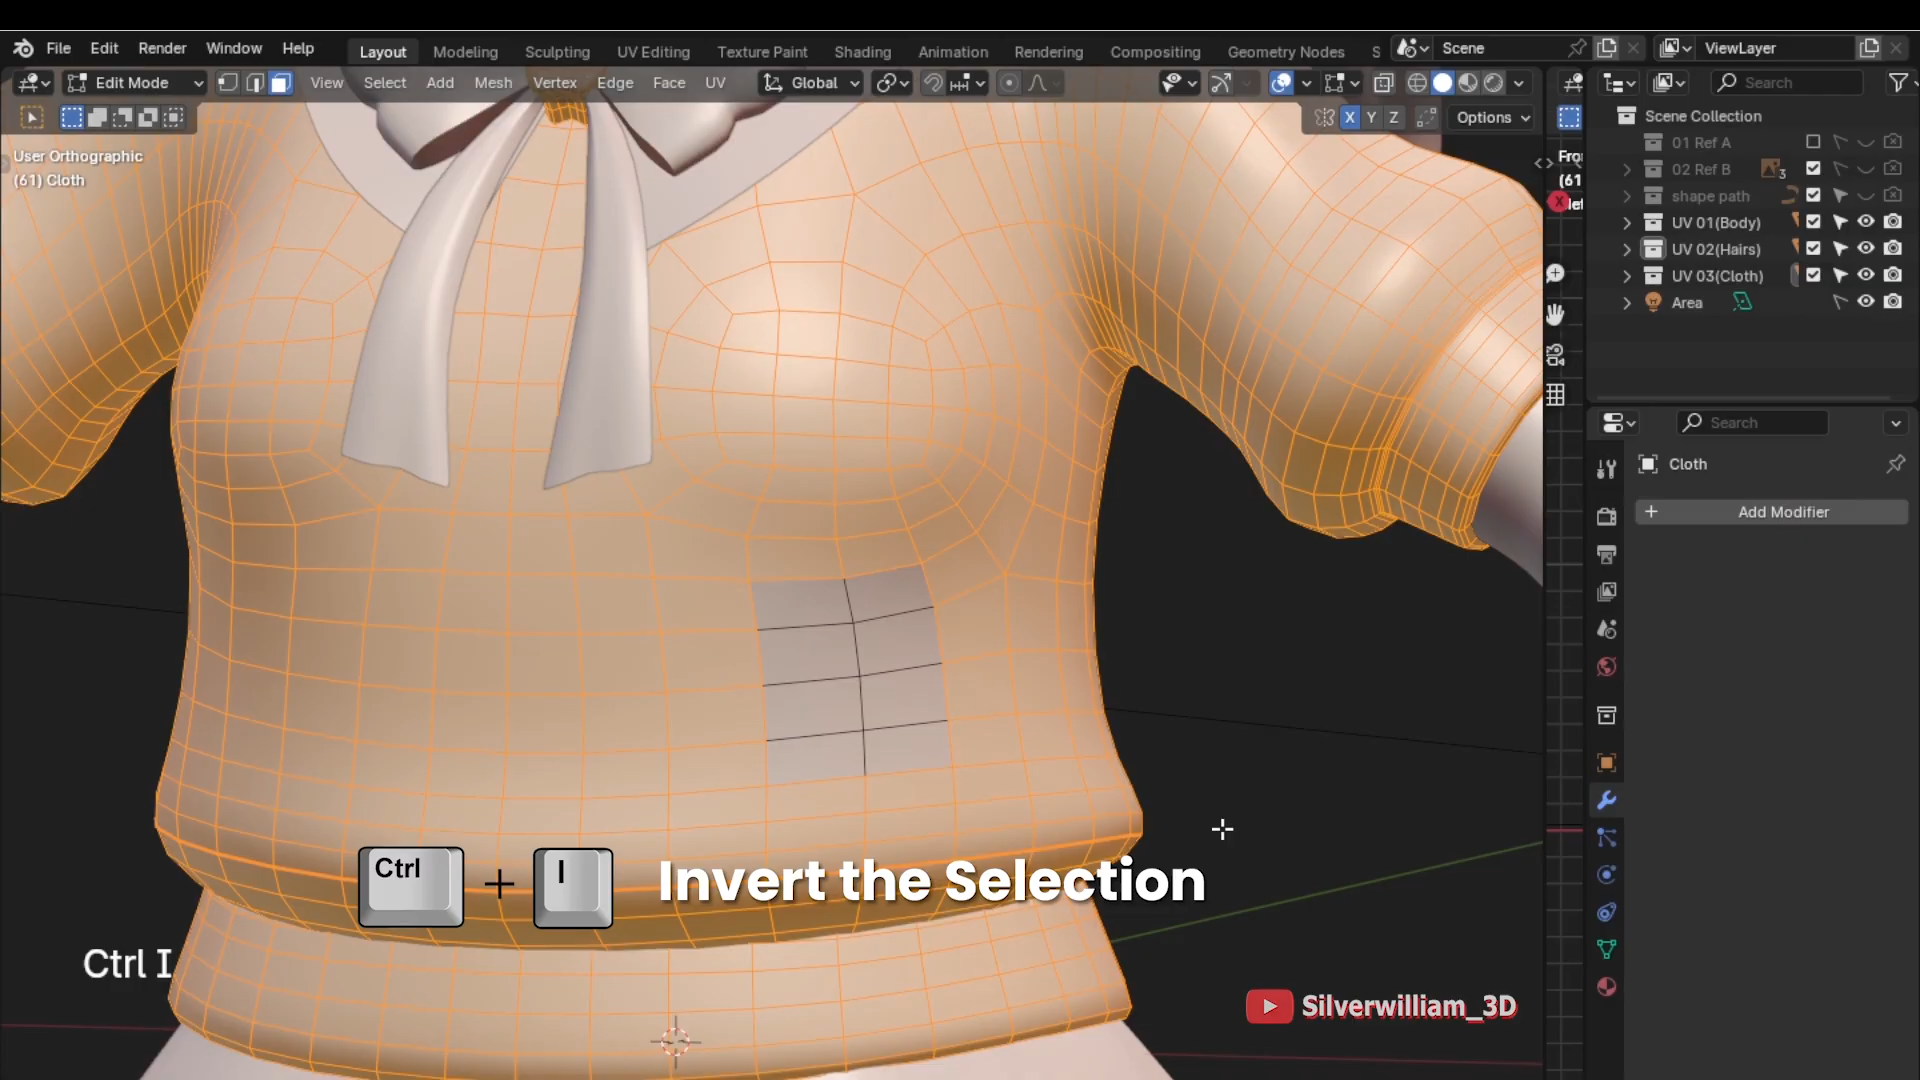 File Edit Render Window Help Layout Modeling Sculpting UV Editing Texture Paint Shading Animation Rendering Compositing Geometry Nodes S Scene ViewLayer
Edit Mode View Select Add Mesh Vertex Edge Face UV Global Search
X Y Z Options
User Orthographic
(61) Cloth
Fro
(61
Scene Collection
01 Ref A
02 Ref B 3
shape path
UV 01(Body)
UV 02(Hairs)
UV 03(Cloth)
Area
X
Search
Cloth
+ Add Modifier
Ctrl + I Invert the Selection
Ctrl I
Silverwilliam_3D